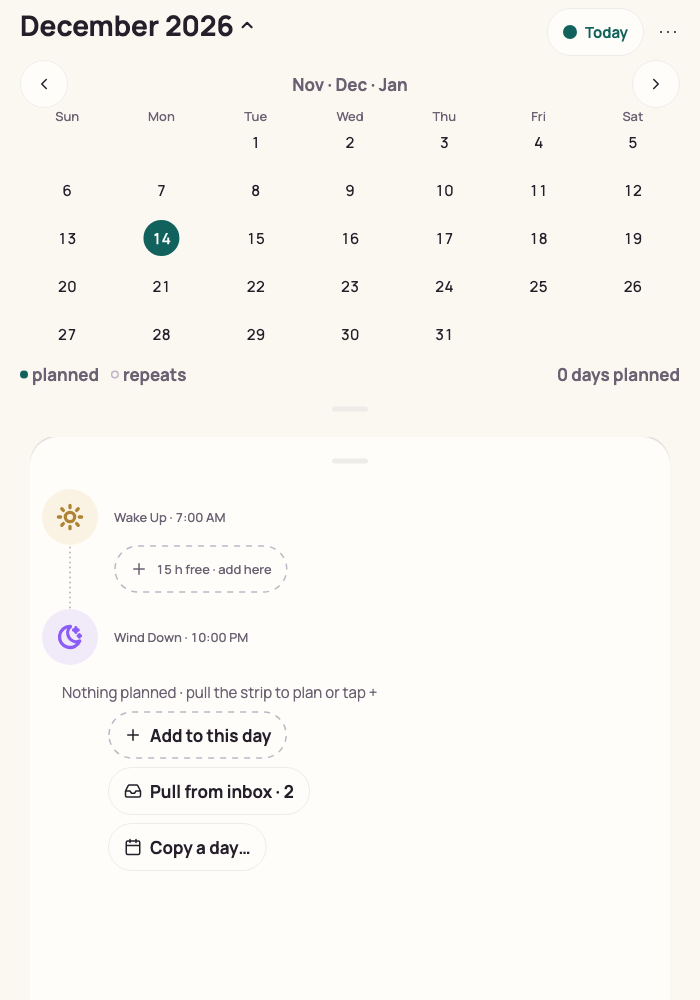 December 2026
Today
Nov · Dec · Jan
Sun Mon Tue Wed Thu Fri Sat
1 2 3 4 5
6 7 8 9 10 11 12
13 14 15 16 17 18 19
20 21 22 23 24 25 26
27 28 29 30 31
planned repeats 0 days planned
Wake Up · 7:00 AM
15 h free · add here
Wind Down · 10:00 PM
Nothing planned · pull the strip to plan or tap +
Add to this day
Pull from inbox · 2
Copy a day…